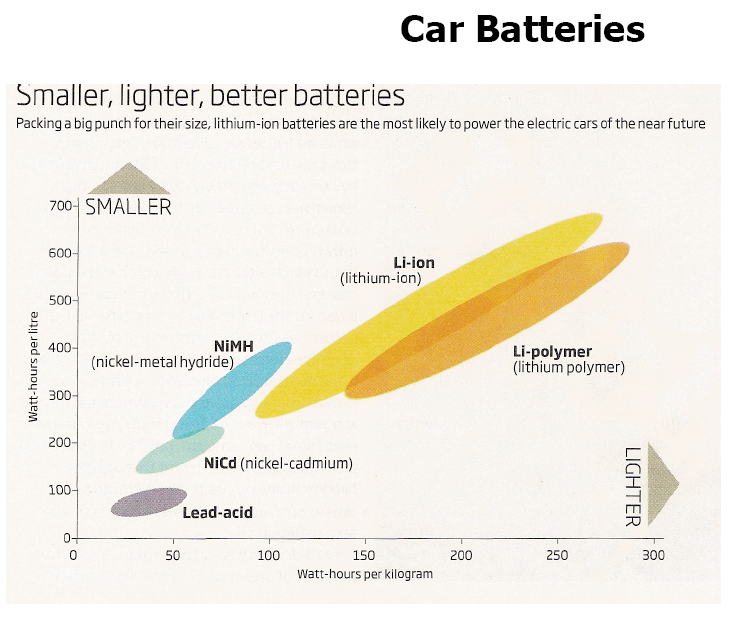 Car Batteries
Smaller, lighter, better batteries
Packing a big punch for their size, lithium-ion batteries are the most likely to power the electric cars of the near future
SMALLER
700
600
500
400
300
200
100
0
Watt-hours per litre
Li-ion
(lithium-ion)
NiMH
(nickel-metal hydride)
Li-polymer
(lithium polymer)
NiCd (nickel-cadmium)
Lead-acid
LIGHTER
0 50 100 150 200 250 300
Watt-hours per kilogram